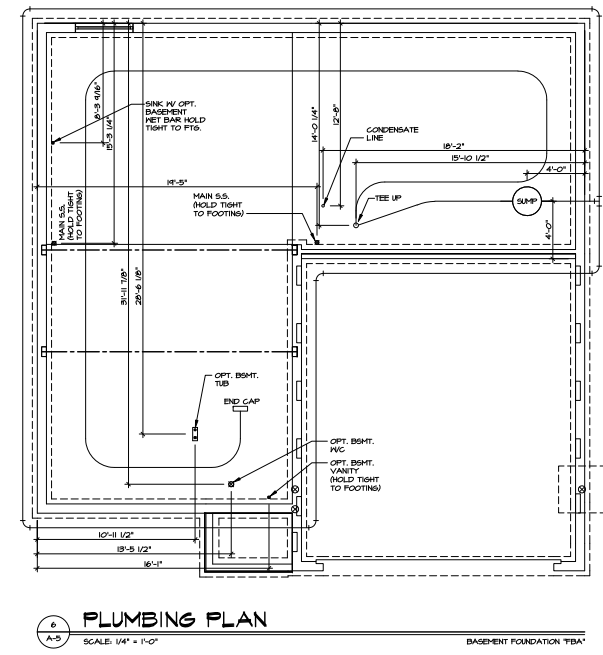 8'-3 9/16"
15'-3 1/4"
SINK W/ OPT.
BASEMENT
WET BAR HOLD
TIGHT TO FTG.
14'-0 1/4"
12'-8"
CONDENSATE
LINE
18'-2"
15'-10 1/2"
4'-0"
19'-5"
MAIN S.S.
(HOLD TIGHT
TO FOOTING)
MAIN S.S.
(HOLD TIGHT
TO FOOTING)
TEE UP
SUMP
4'-0"
31'-11 7/8"
28'-6 1/8"
OPT. BSMT.
TUB
END CAP
OPT. BSMT.
W/C
OPT. BSMT.
VANITY
(HOLD TIGHT
TO FOOTING)
10'-11 1/2"
13'-5 1/2"
16'-1"
6
A-5
PLUMBING PLAN
SCALE: 1/4" = 1'-0"
BASEMENT FOUNDATION "FBA"